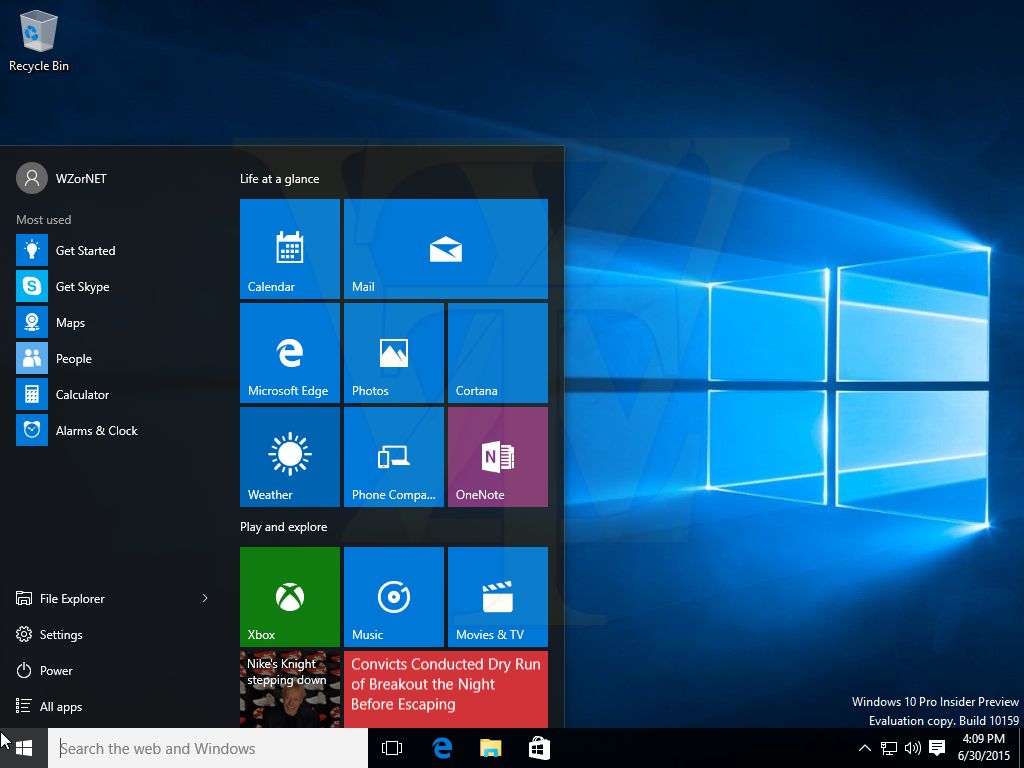 Recycle Bin
WZorNET
Most used
Get Started
Get Skype
Maps
People
Calculator
Alarms & Clock
File Explorer
Settings
Power
All apps
Life at a glance
Calendar
Mail
Microsoft Edge
Photos
Cortana
Weather
Phone Compa...
OneNote
Play and explore
Xbox
Music
Movies & TV
Nike's Knight
stepping down
Convicts Conducted Dry Run
of Breakout the Night
Before Escaping
Windows 10 Pro Insider Preview
Evaluation copy. Build 10159
Search the web and Windows
4:09 PM
6/30/2015